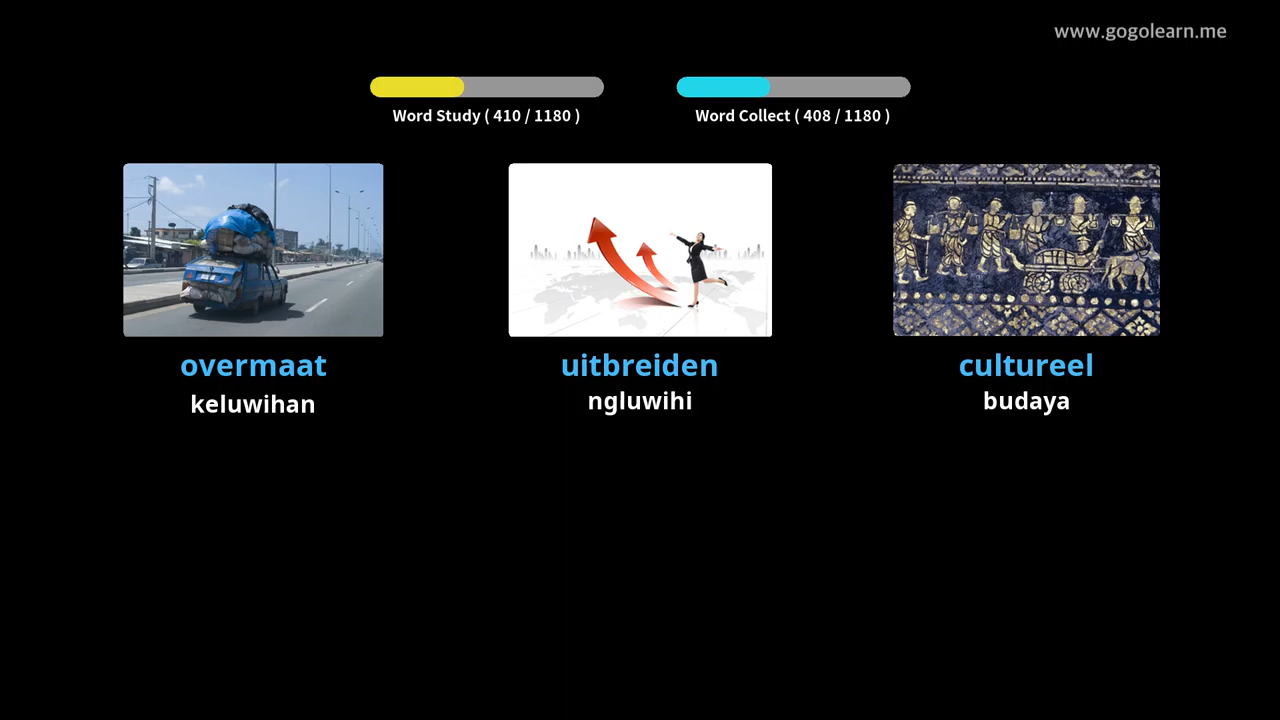 www.gogolearn.me
Word Study ( 410 / 1180 )
Word Collect ( 408 / 1180 )
overmaat
keluwihan
uitbreiden
ngluwihi
cultureel
budaya